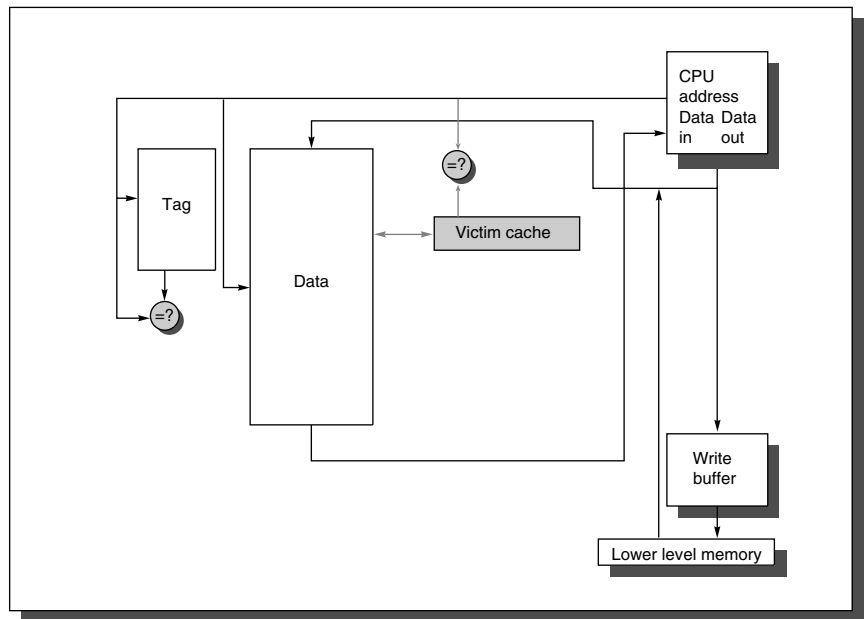 CPU
address
Data Data
in out
=?
Tag
Victim cache
Data
=?
Write
buffer
Lower level memory